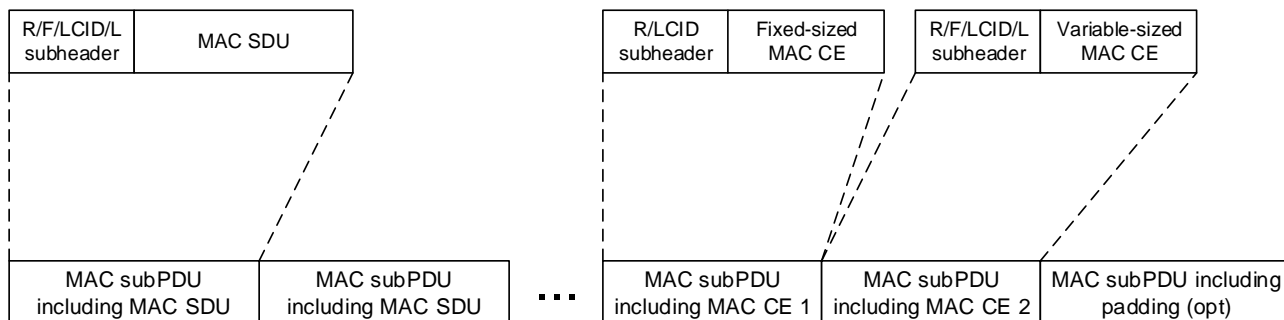 R/F/LCID/L
subheader
MAC SDU
R/LCID
subheader
Fixed-sized
MAC CE
R/F/LCID/L
subheader
Variable-sized
MAC CE
MAC subPDU
including MAC SDU
MAC subPDU
including MAC SDU
...
MAC subPDU
including MAC CE 1
MAC subPDU
including MAC CE 2
MAC subPDU including
padding (opt)